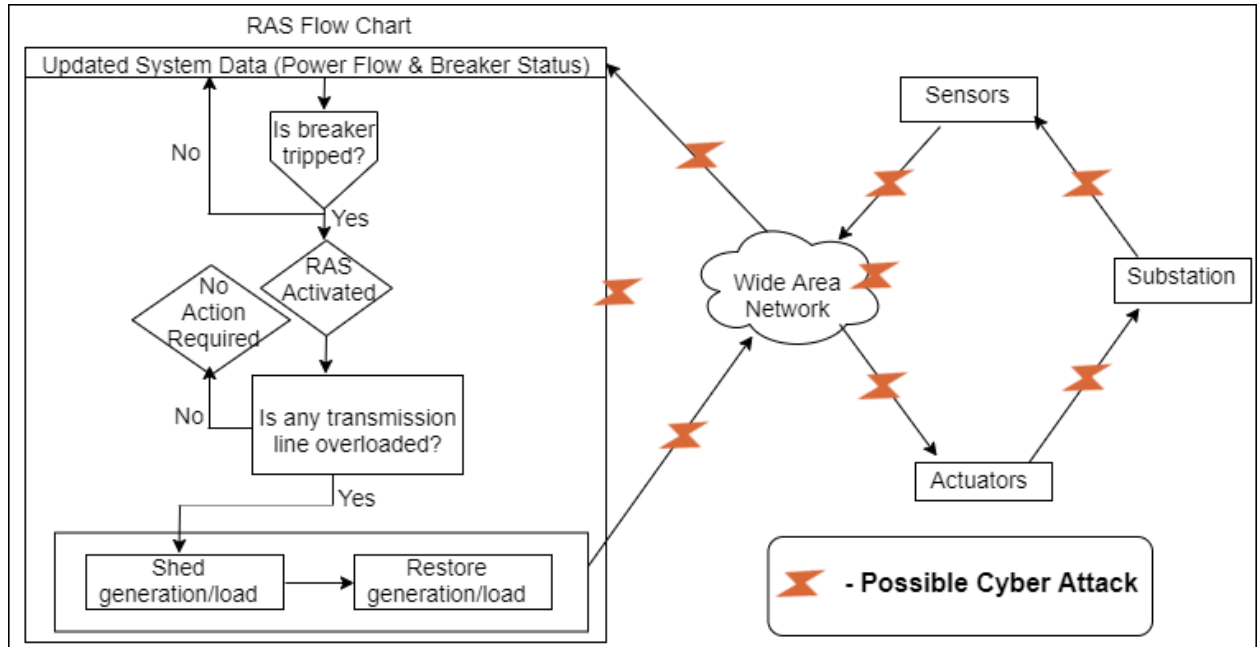 RAS Flow Chart
Updated System Data (Power Flow & Breaker Status)
Is breaker
tripped?
No
Yes
RAS
Activated
No
Action
Required
No
Is any transmission
line overloaded?
Yes
Shed
generation/load
Restore
generation/load
Sensors
Wide Area
Network
Substation
Actuators
- Possible Cyber Attack